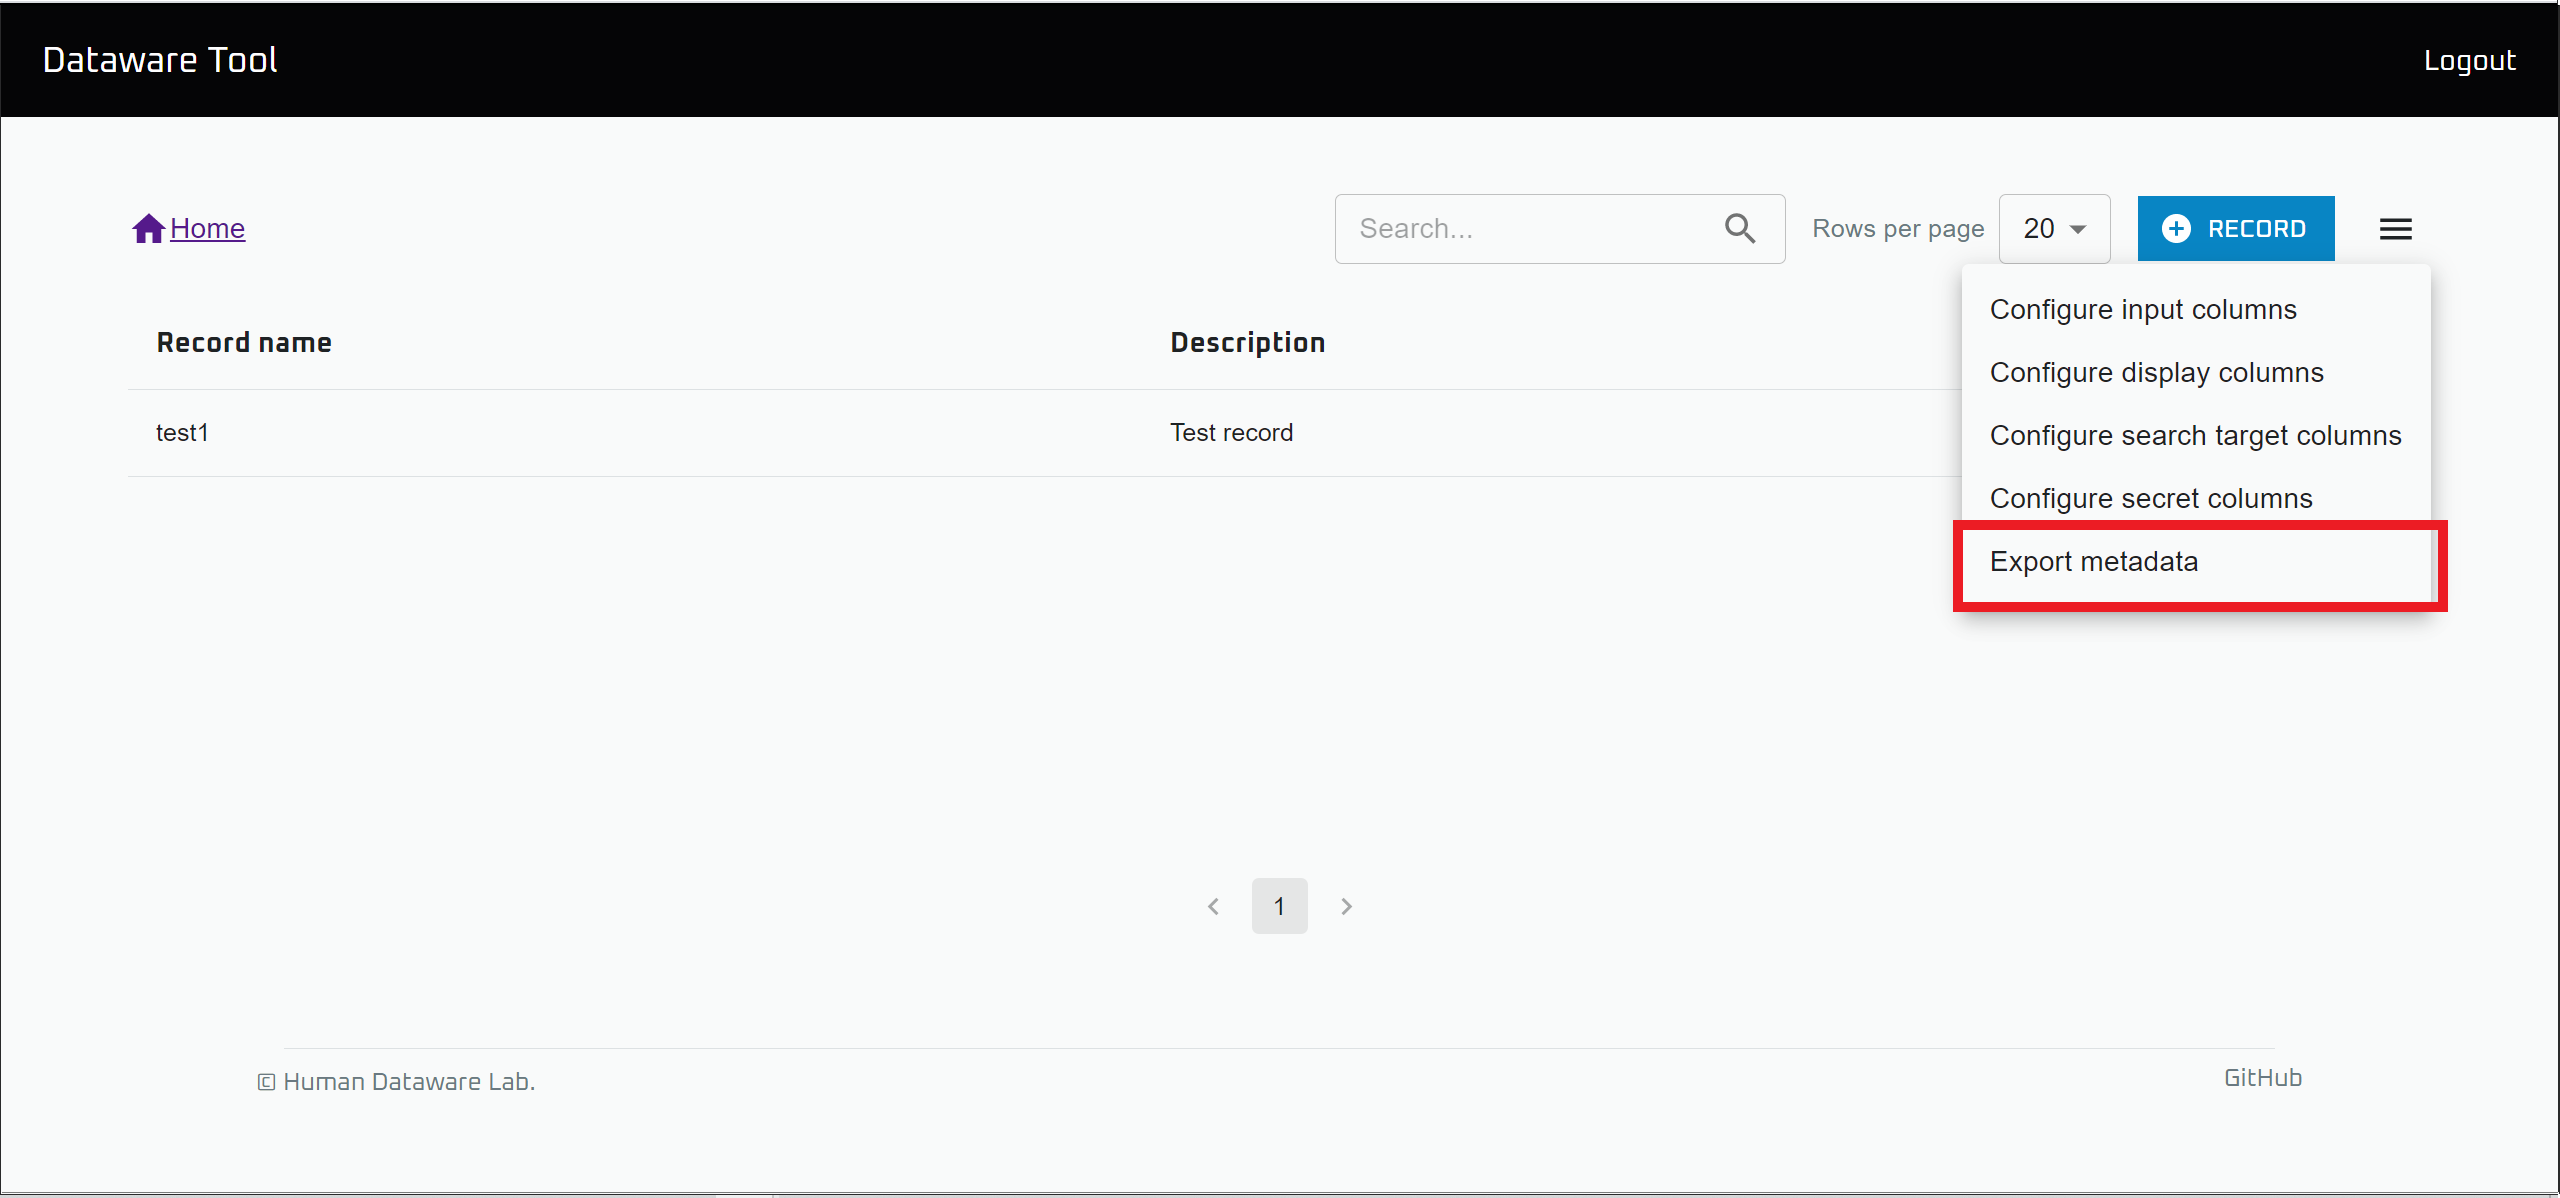 Dataware Tool
Logout
Home
Search...
Rows per page
20
RECORD
Configure input columns
Configure display columns
Configure search target columns
Configure secret columns
Export metadata
Record name
Description
test1
Test record
1
© Human Dataware Lab.
GitHub